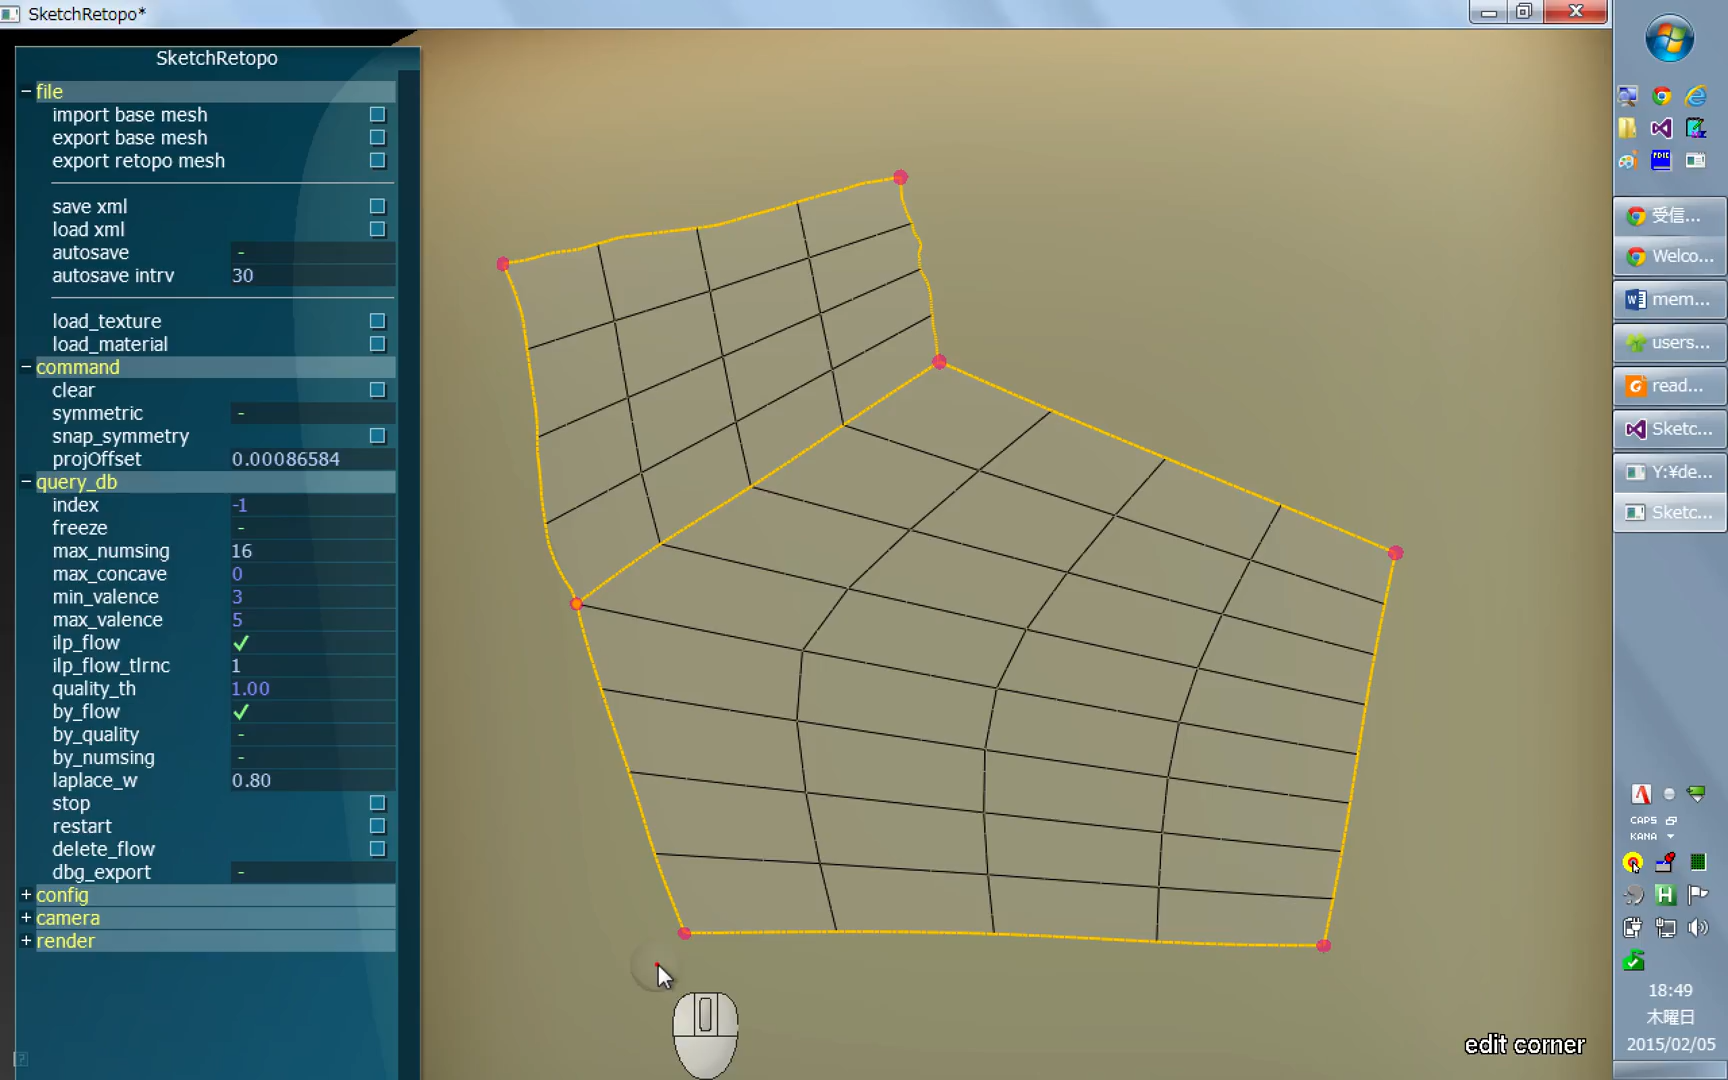 SketchRetopo*
SketchRetopo
file
import base mesh
export base mesh
export retopo mesh
save xml
load xml
autosave -
autosave intrv 30
load_texture
load_material
command
clear
symmetric -
snap_symmetry
projOffset 0.00086584
query_db
index -1
freeze -
max_numsing 16
max_concave 0
min_valence 3
max_valence 5
ilp_flow ✓
ilp_flow_tlrnc 1
quality_th 1.00
by_flow ✓
by_quality -
by_numsing -
laplace_w 0.80
stop
restart
delete_flow
dbg_export -
config
camera
render
edit corner
PDIC
受信...
Welco...
mem...
users...
read...
Sketc...
Y:¥de...
Sketc...
CAPS
KANA
18:49
木曜日
2015/02/05